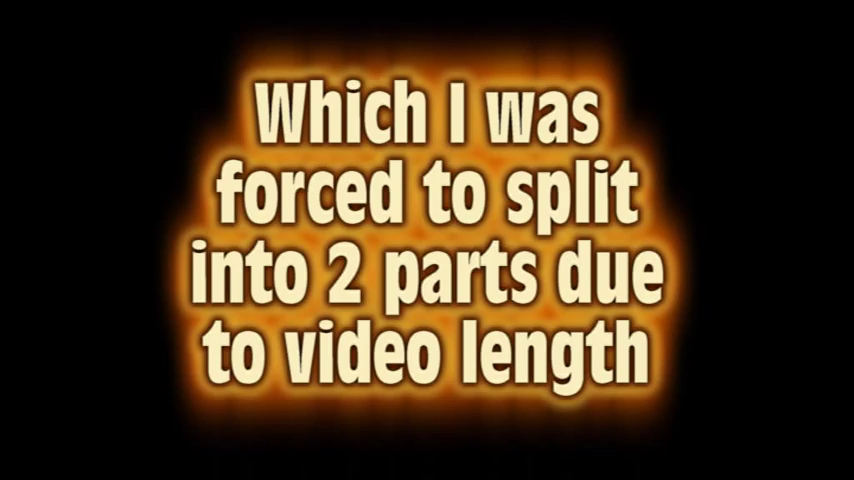 Which I was
forced to split
into 2 parts due
to video length